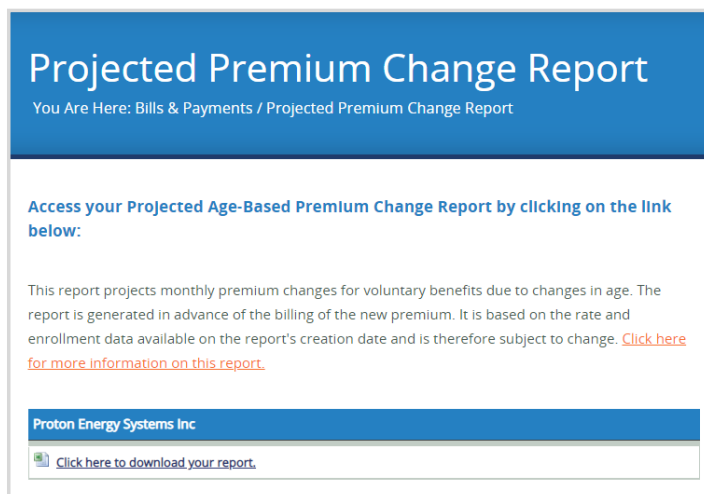 Projected Premium Change Report
You Are Here: Bills & Payments / Projected Premium Change Report
Access your Projected Age-Based Premium Change Report by clicking on the link
below:
This report projects monthly premium changes for voluntary benefits due to changes in age. The
report is generated in advance of the billing of the new premium. It is based on the rate and
enrollment data available on the report's creation date and is therefore subject to change. Click here
for more information on this report.
Proton Energy Systems Inc
Click here to download your report.